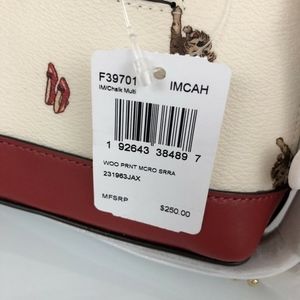 F39701 IMCAH
IM/Chalk Multi
1 92643 38489 7
WOO PRNT MCRO SRRA
231963JAX
MFSRP
$250.00